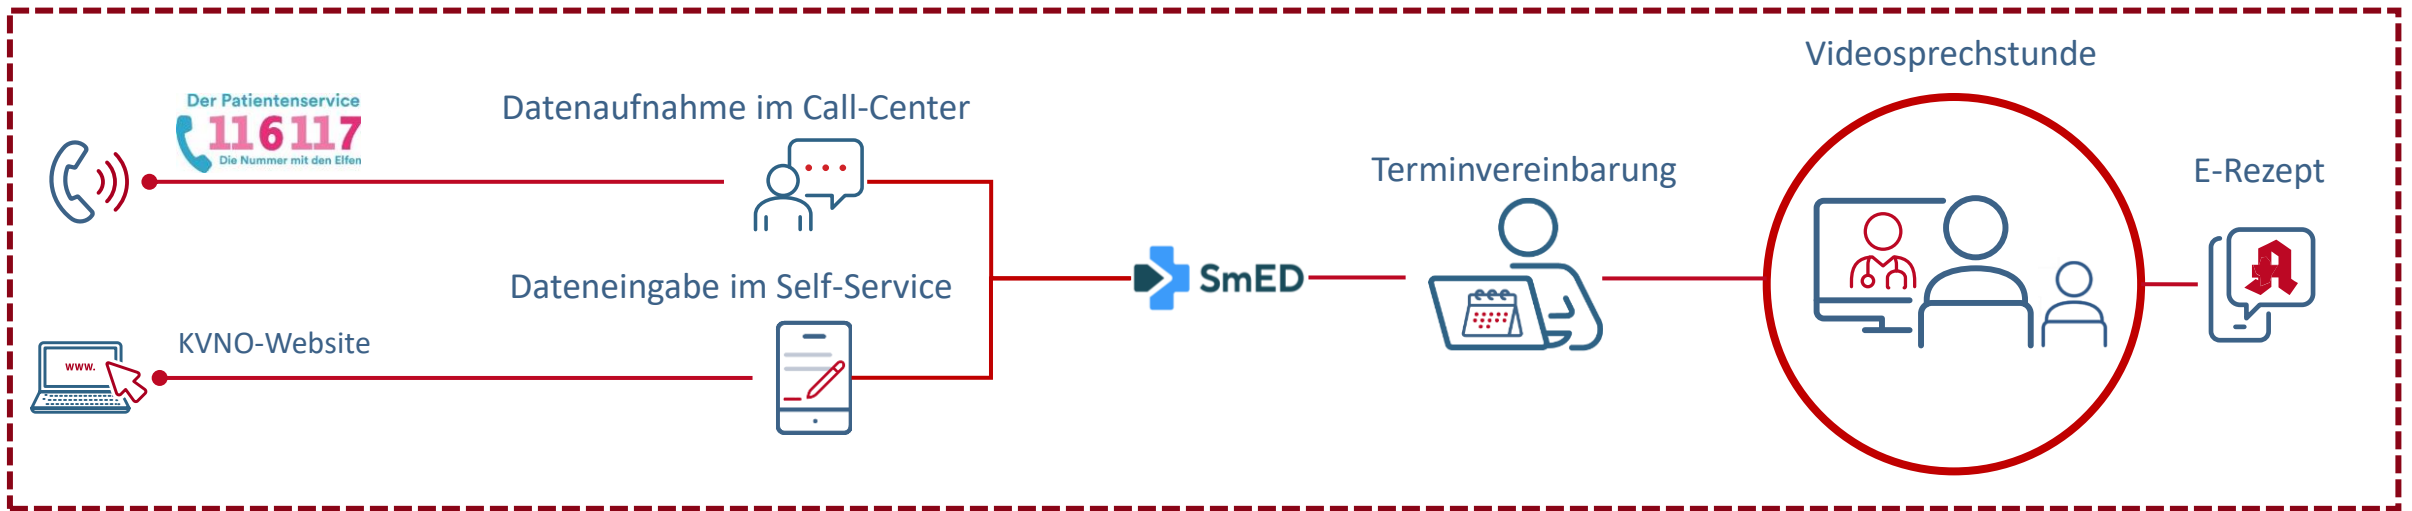 Videosprechstunde
Der Patientenservice
116117
Die Nummer mit den Elfen
Datenaufnahme im Call-Center
Terminvereinbarung
E-Rezept
SmED
Dateneingabe im Self-Service
KVNO-Website
www.